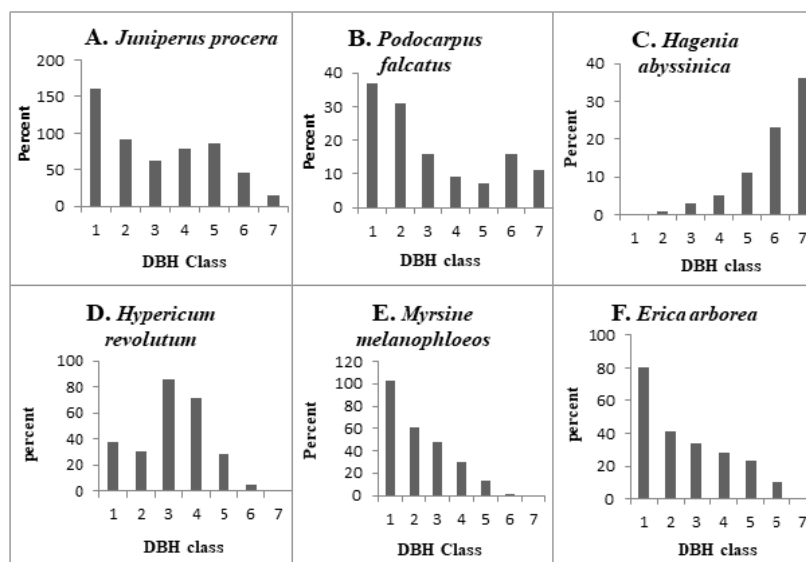 A. Juniperus procera
200
150
100
50
0
Percent
1 2 3 4 5 6 7
DBH Class
B. Podocarpus
falcatus
40
30
20
10
0
Percent
1 2 3 4 5 6 7
DBH class
C. Hagenia
abyssinica
40
30
20
10
0
Percent
1 2 3 4 5 6 7
DBH class
D. Hypericum
revolutum
100
80
60
40
20
0
percent
1 2 3 4 5 6 7
DBH class
E. Myrsine
melanophloeos
120
100
80
60
40
20
0
Percent
1 2 3 4 5 6 7
DBH Class
F. Erica arborea
100
80
60
40
20
0
percent
1 2 3 4 5 6 7
DBH class